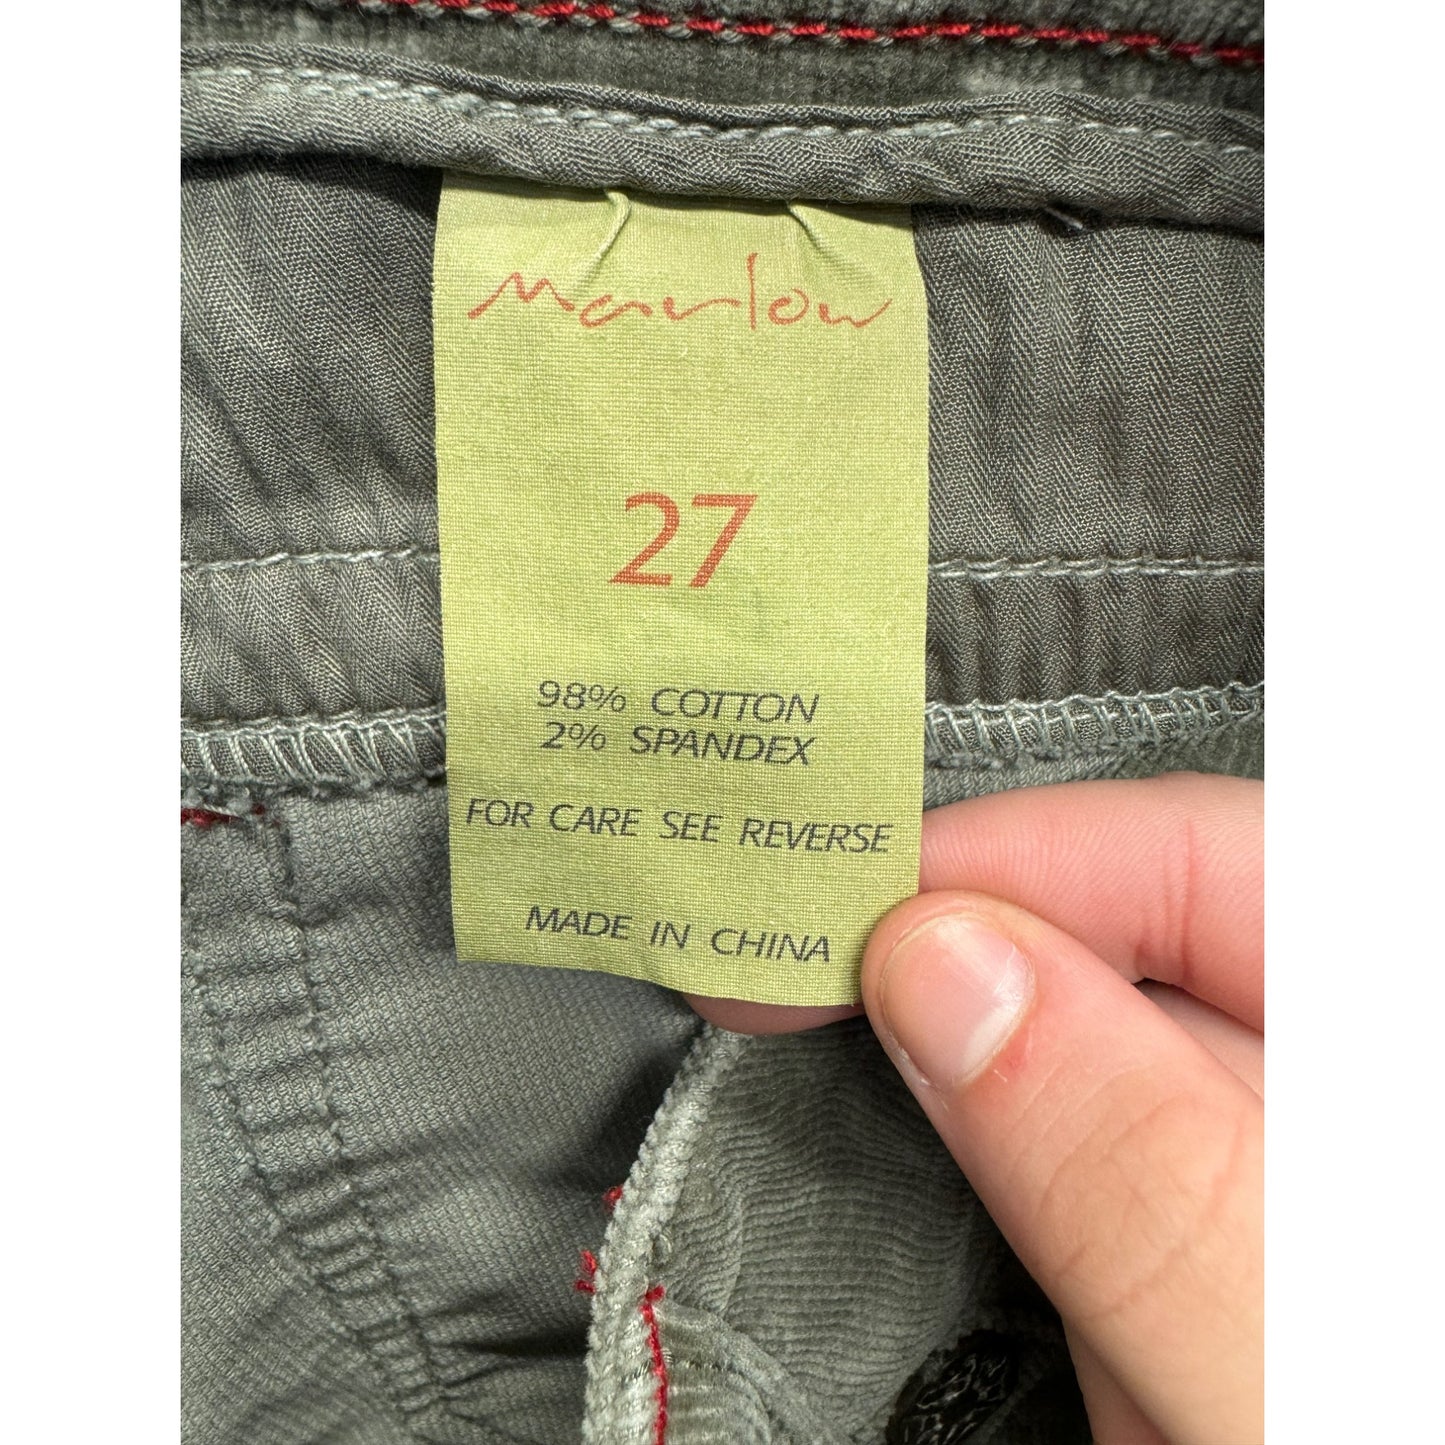 Marlow
27
98% COTTON
2% SPANDEX
FOR CARE SEE REVERSE
MADE IN CHINA